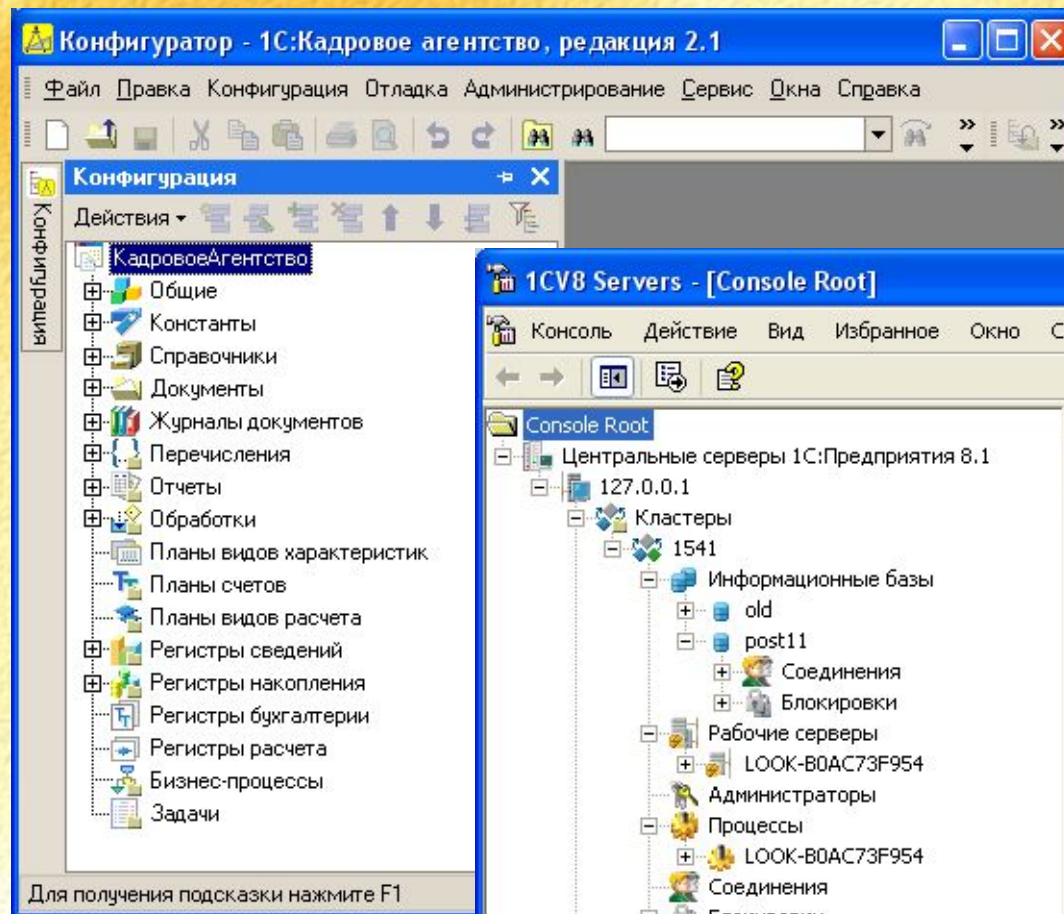 Конфигуратор - 1С:Кадровое агентство, редакция 2.1
Файл Правка Конфигурация Отладка Администрирование Сервис Окна Справка
Конфигурация
Конфигурация
Действия
КадровоеАгентство
Общие
Константы
Справочники
Документы
Журналы документов
Перечисления
Отчеты
Обработки
Планы видов характеристик
Планы счетов
Планы видов расчета
Регистры сведений
Регистры накопления
Регистры бухгалтерии
Регистры расчета
Бизнес-процессы
Задачи
Для получения подсказки нажмите F1
1CV8 Servers - [Console Root]
Консоль Действие Вид Избранное Окно С
Console Root
Центральные серверы 1С:Предприятия 8.1
127.0.0.1
Кластеры
1541
Информационные базы
old
post11
Соединения
Блокировки
Рабочие серверы
LOOK-B0AC73F954
Администраторы
Процессы
LOOK-B0AC73F954
Соединения